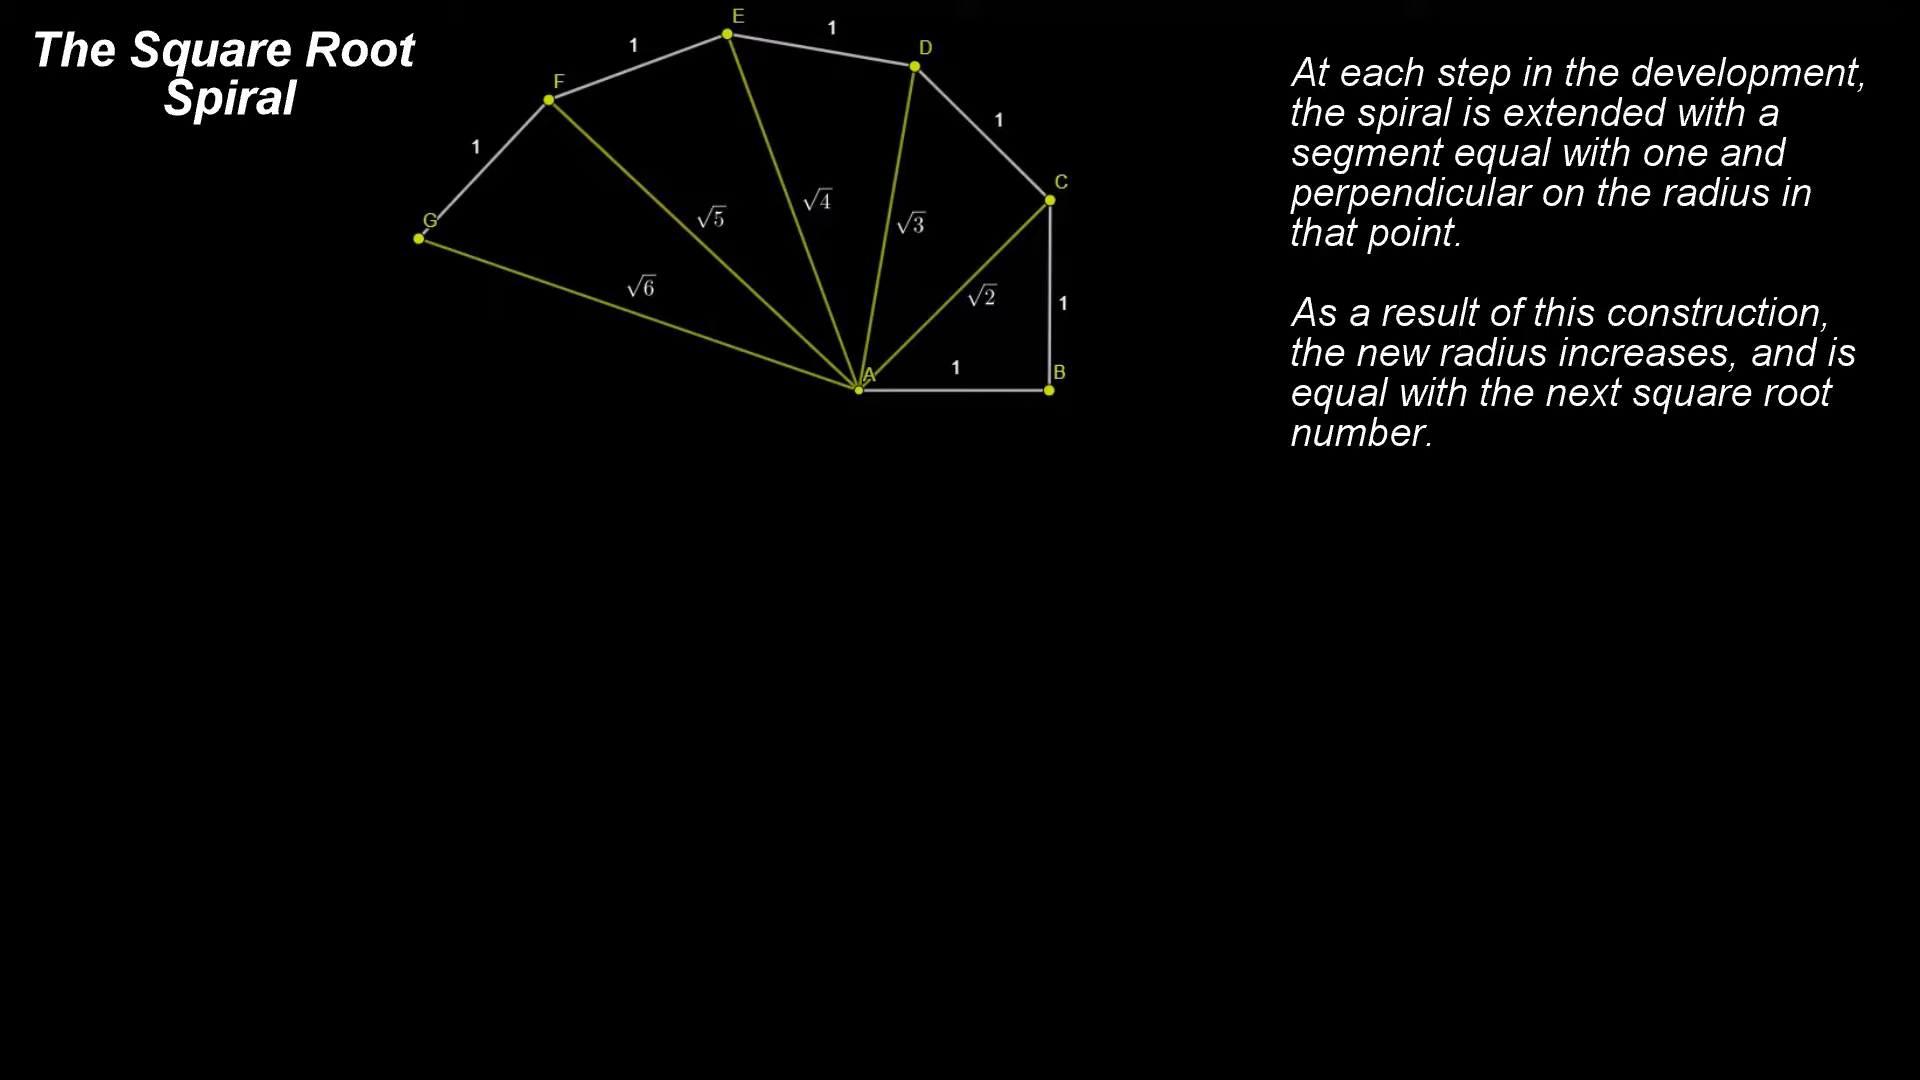 The Square Root
Spiral
E
1
1
D
F
1
1
C
G
√5
√4
√3
√6
√2
1
A
1
B
At each step in the development,
the spiral is extended with a
segment equal with one and
perpendicular on the radius in
that point.
As a result of this construction,
the new radius increases, and is
equal with the next square root
number.